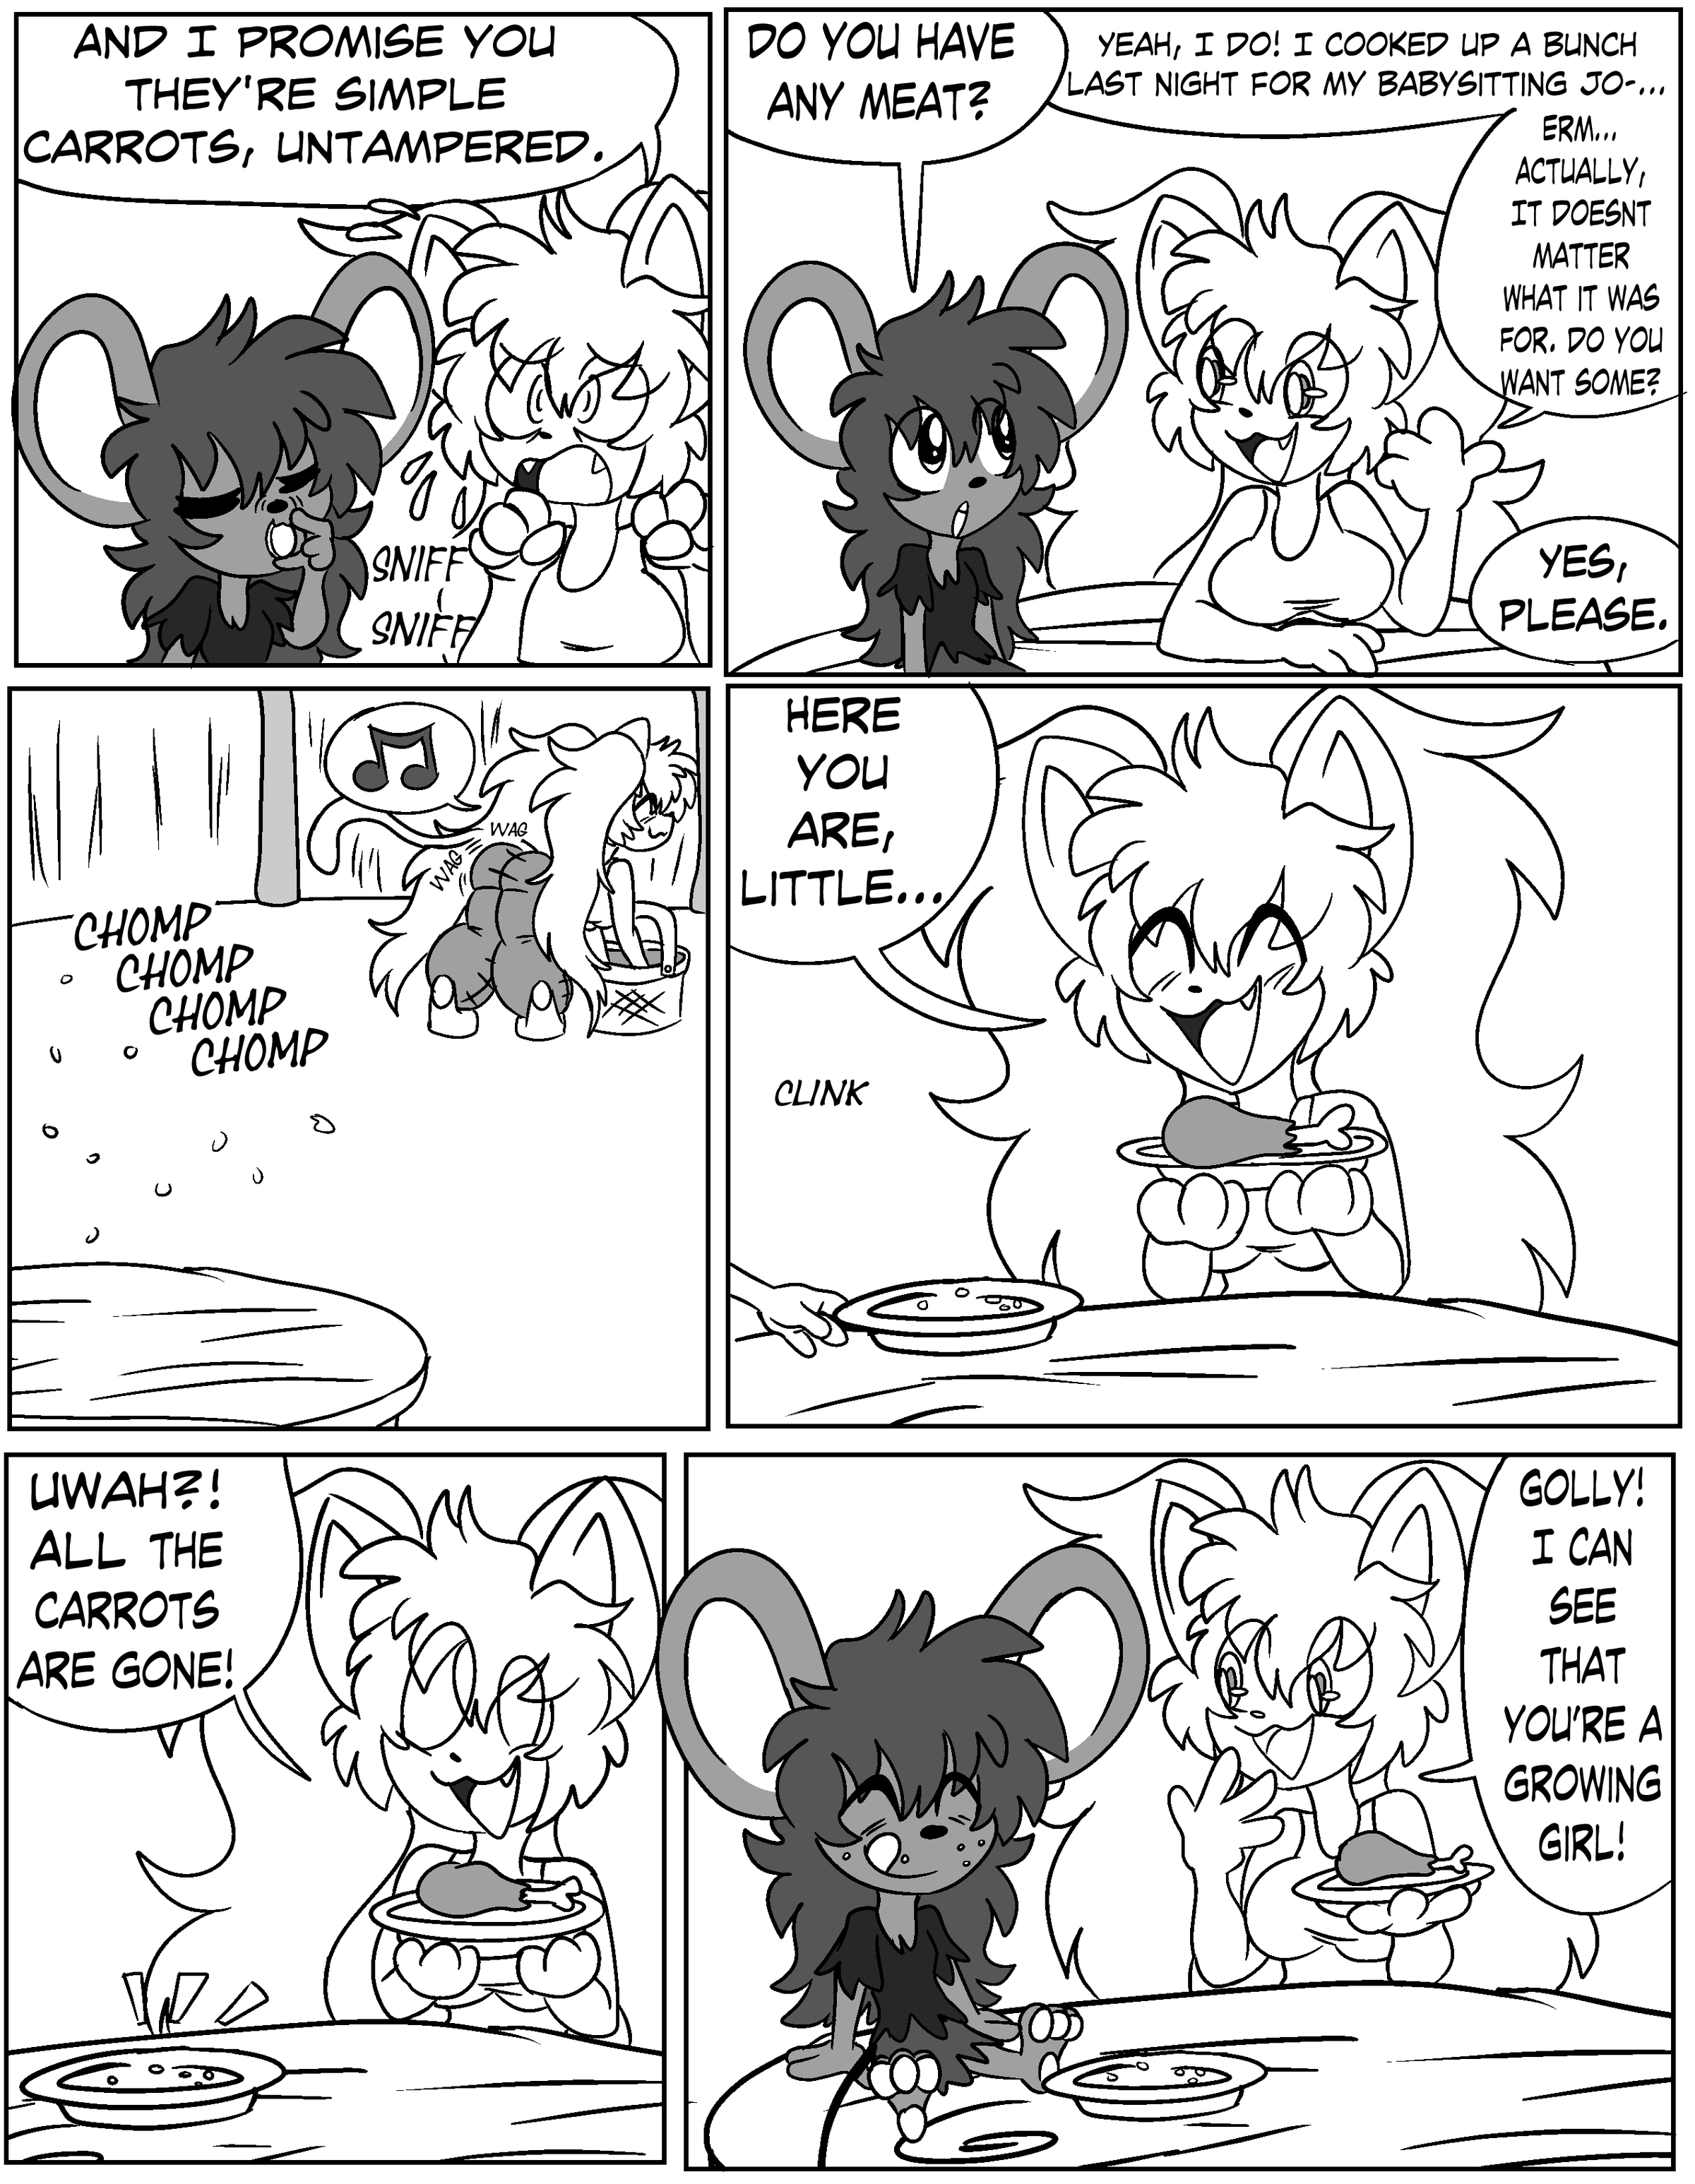 AND I PROMISE YOU
THEY'RE SIMPLE
CARROTS, UNTAMPERED.
SNIFF
SNIFF
DO YOU HAVE
ANY MEAT?
YEAH, I DO! I COOKED UP A BUNCH
LAST NIGHT FOR MY BABYSITTING JO-...
ERM...
ACTUALLY,
IT DOESNT
MATTER
WHAT IT WAS
FOR. DO YOU
WANT SOME?
YES,
PLEASE.
WAG
WAG
CHOMP
CHOMP
CHOMP
CHOMP
HERE
YOU
ARE,
LITTLE...
CLINK
UWAH?!
ALL THE
CARROTS
ARE GONE!
GOLLY!
I CAN
SEE
THAT
YOU'RE A
GROWING
GIRL!